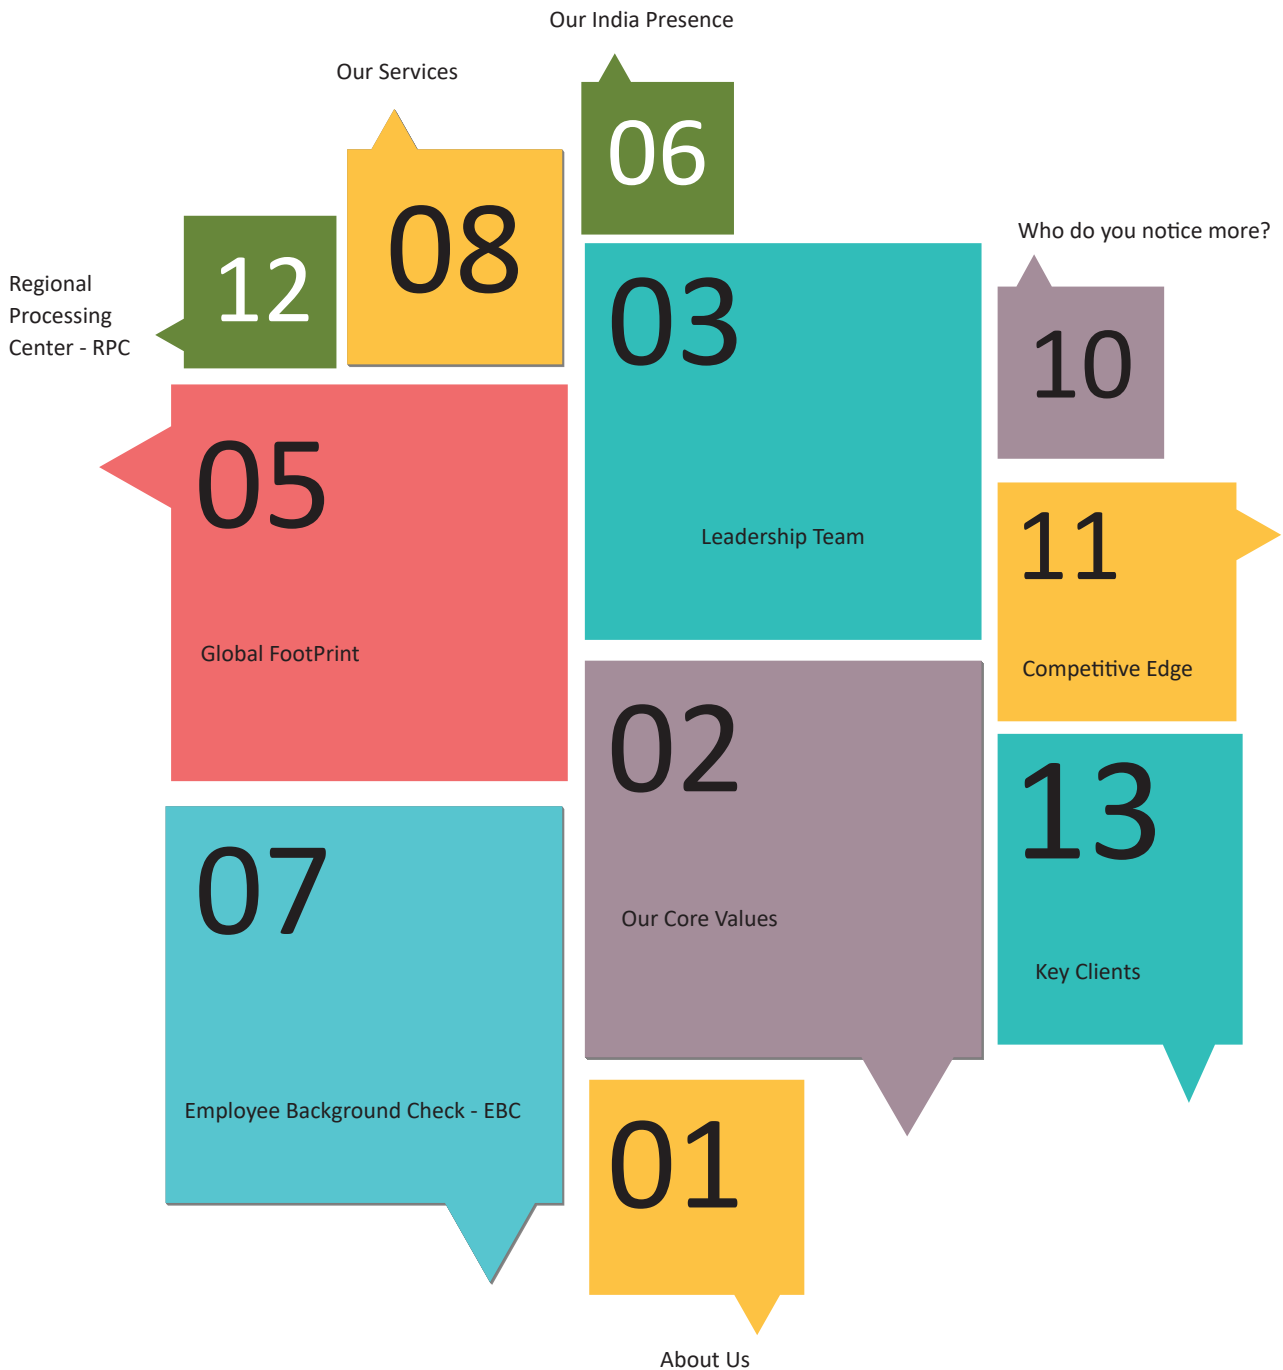 Our India Presence
Our Services
06
08
Who do you notice more?
12
Regional
Processing
Center - RPC
03
10
05
Leadership Team
11
Global FootPrint
Competitive Edge
02
13
07
Our Core Values
Key Clients
Employee Background Check - EBC
01
About Us